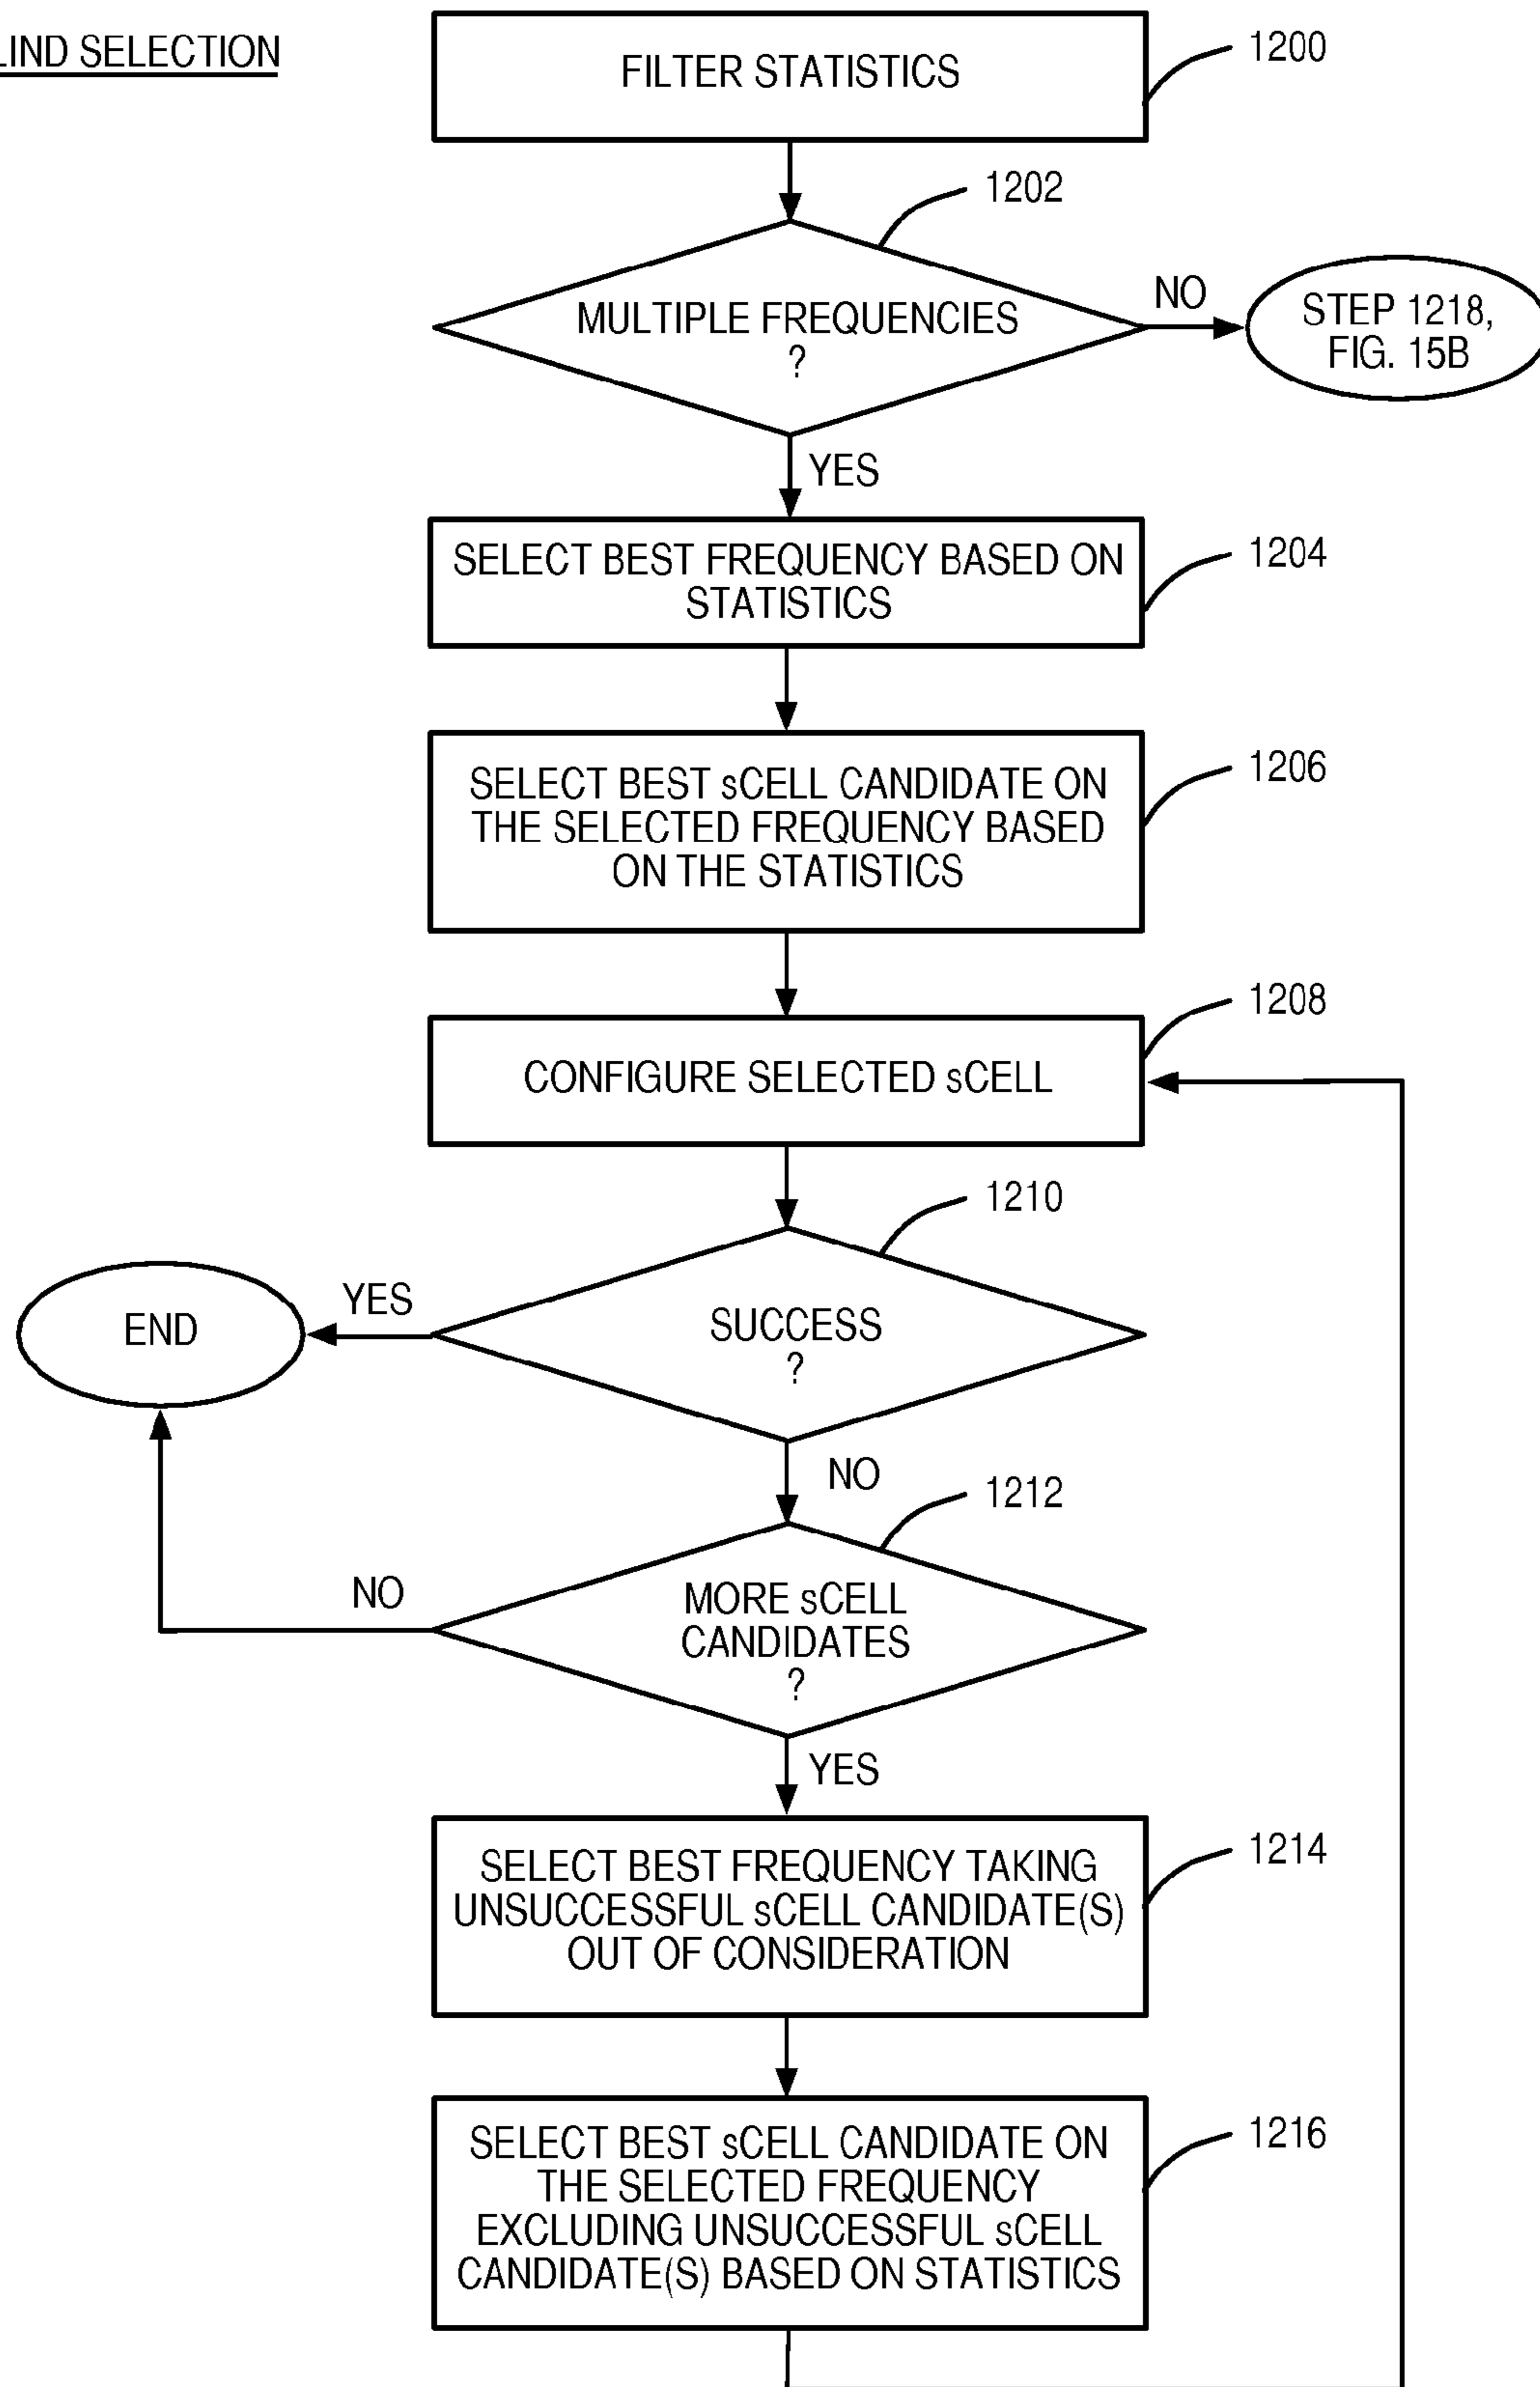 LIND SELECTION
FILTER STATISTICS
1200
1202
MULTIPLE FREQUENCIES
?
NO
STEP 1218,
FIG. 15B
YES
SELECT BEST FREQUENCY BASED ON
STATISTICS
1204
SELECT BEST sCELL CANDIDATE ON
THE SELECTED FREQUENCY BASED
ON THE STATISTICS
1206
CONFIGURE SELECTED sCELL
1208
1210
SUCCESS
?
YES
END
NO
1212
MORE sCELL
CANDIDATES
?
NO
YES
SELECT BEST FREQUENCY TAKING
UNSUCCESSFUL sCELL CANDIDATE(S)
OUT OF CONSIDERATION
1214
SELECT BEST sCELL CANDIDATE ON
THE SELECTED FREQUENCY
EXCLUDING UNSUCCESSFUL sCELL
CANDIDATE(S) BASED ON STATISTICS
1216